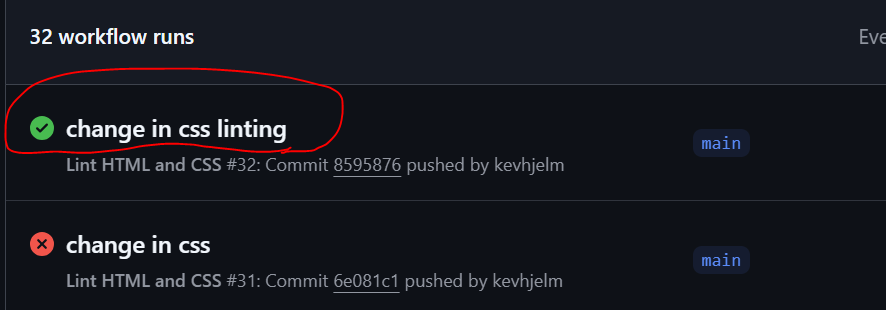 32 workflow runs
Eve
change in css linting
Lint HTML and CSS #32: Commit 8595876 pushed by kevhjelm
main
change in css
Lint HTML and CSS #31: Commit 6e081c1 pushed by kevhjelm
main